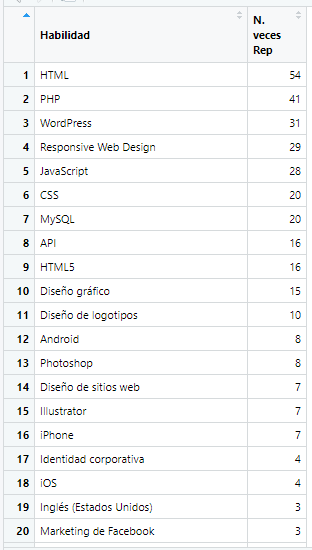 Habilidad N. veces Rep
1 HTML 54
2 PHP 41
3 WordPress 31
4 Responsive Web Design 29
5 JavaScript 28
6 CSS 20
7 MySQL 20
8 API 16
9 HTML5 16
10 Diseño gráfico 15
11 Diseño de logotipos 10
12 Android 8
13 Photoshop 8
14 Diseño de sitios web 7
15 Illustrator 7
16 iPhone 7
17 Identidad corporativa 4
18 iOS 4
19 Inglés (Estados Unidos) 3
20 Marketing de Facebook 3